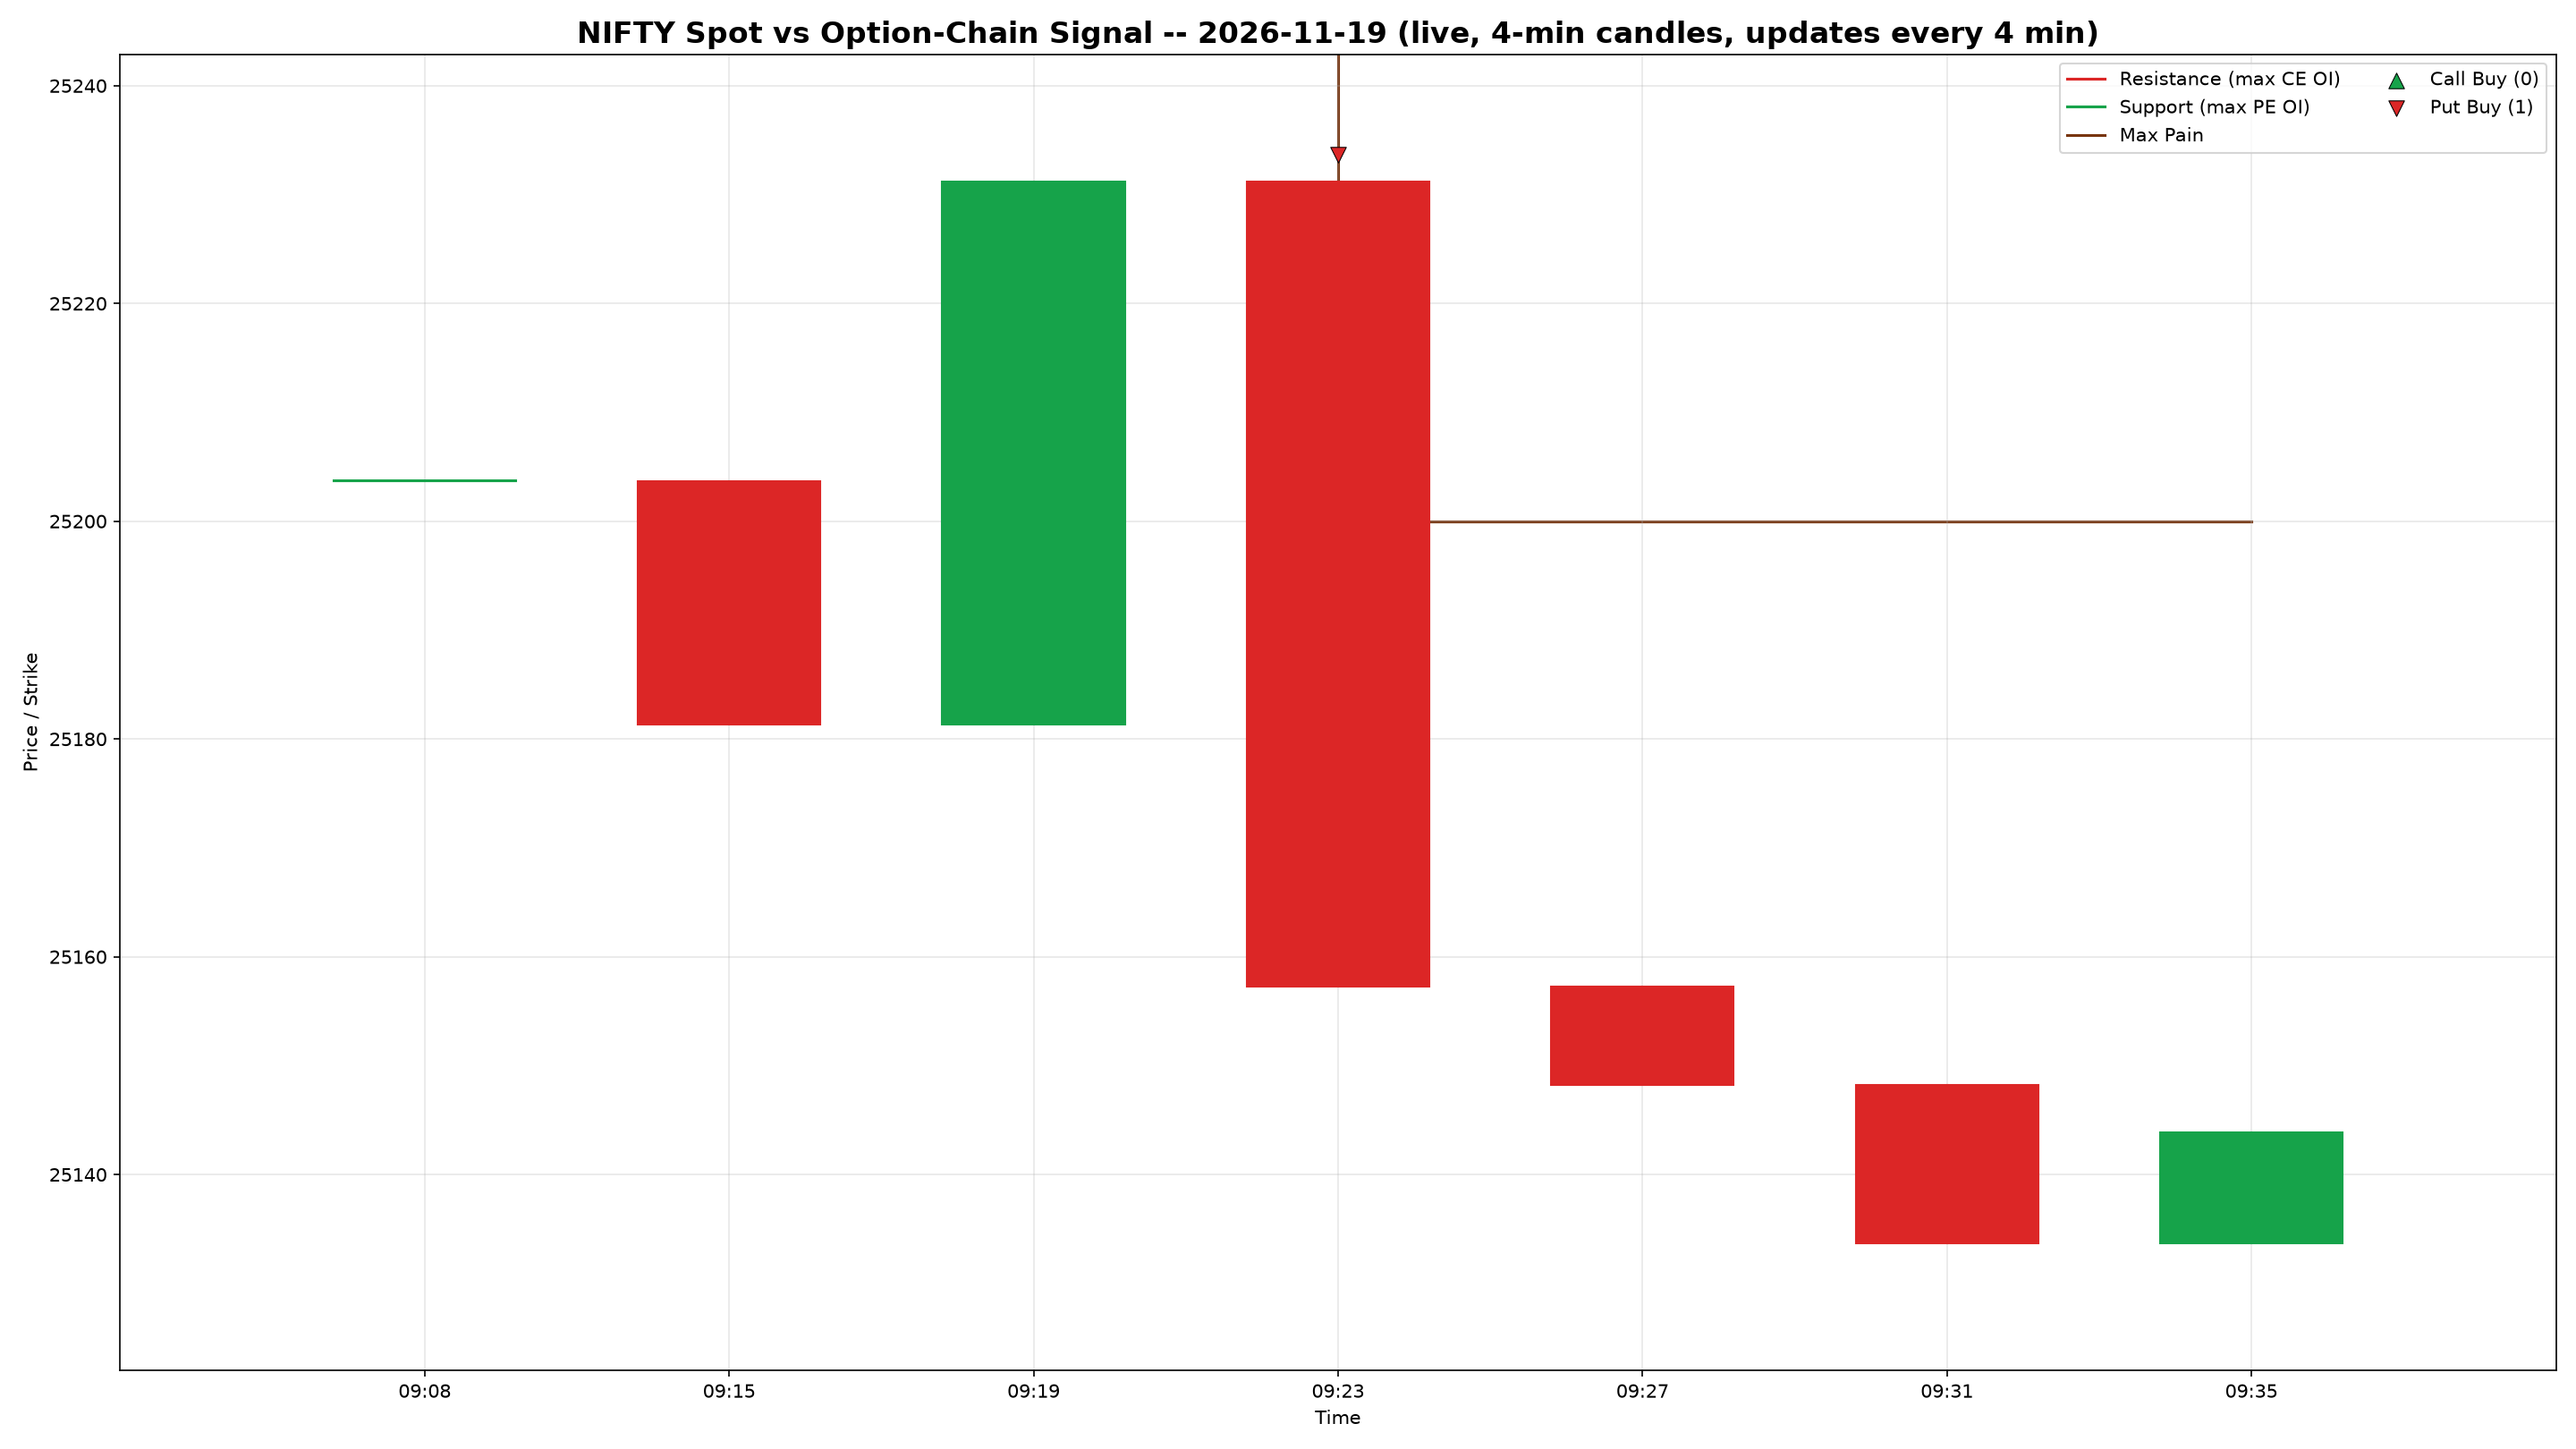 NIFTY Spot vs Option-Chain Signal -- 2026-11-19 (live, 4-min candles, updates every 4 min)
Resistance (max CE OI)
Support (max PE OI)
Max Pain
Call Buy (0)
Put Buy (1)
Price / Strike
25240
25220
25200
25180
25160
25140
09:08
09:15
09:19
09:23
09:27
09:31
09:35
Time